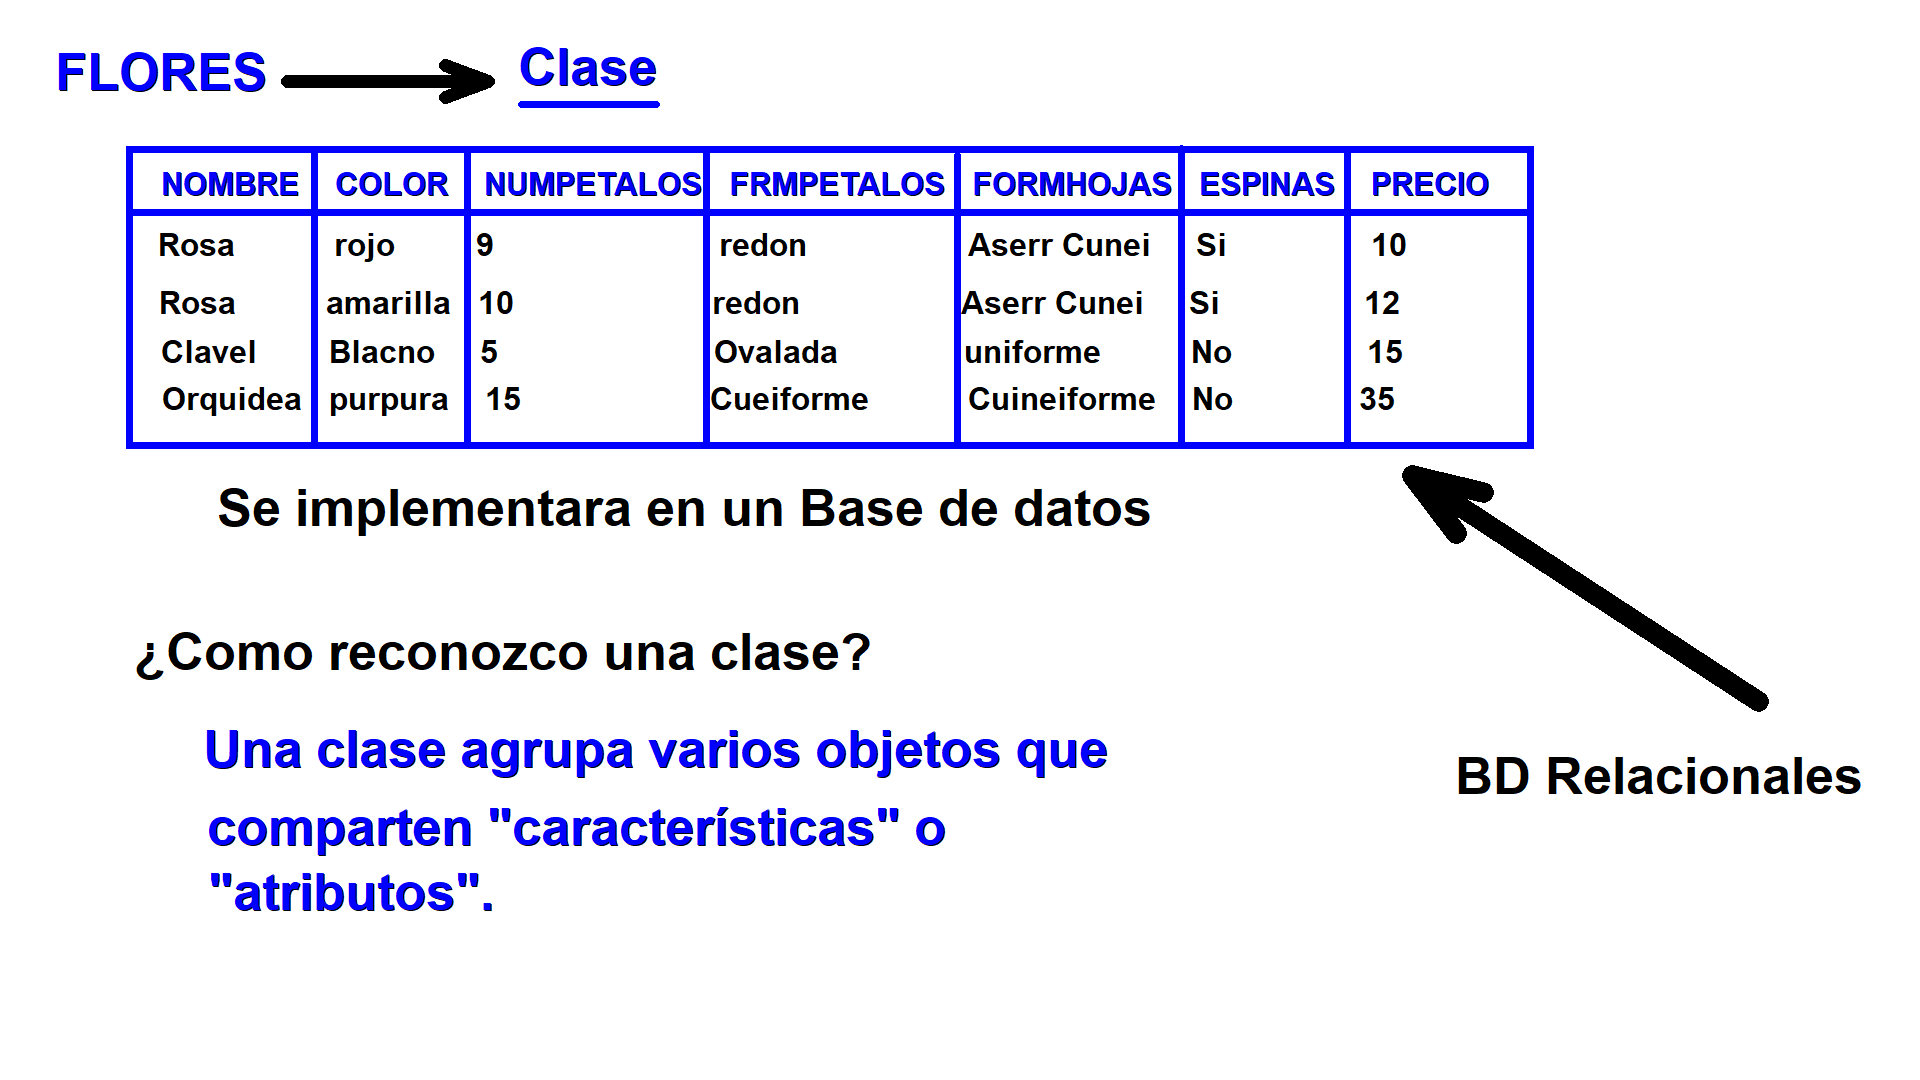 FLORES Clase
NOMBRE COLOR NUMPETALOS FRMPETALOS FORMHOJAS ESPINAS PRECIO
Rosa rojo 9 redon Aserr Cunei Si 10
Rosa amarilla 10 redon Aserr Cunei Si 12
Clavel Blacno 5 Ovalada uniforme No 15
Orquidea purpura 15 Cueiforme Cuineiforme No 35
Se implementara en un Base de datos
¿Como reconozco una clase?
Una clase agrupa varios objetos que
comparten "características" o
"atributos".
BD Relacionales